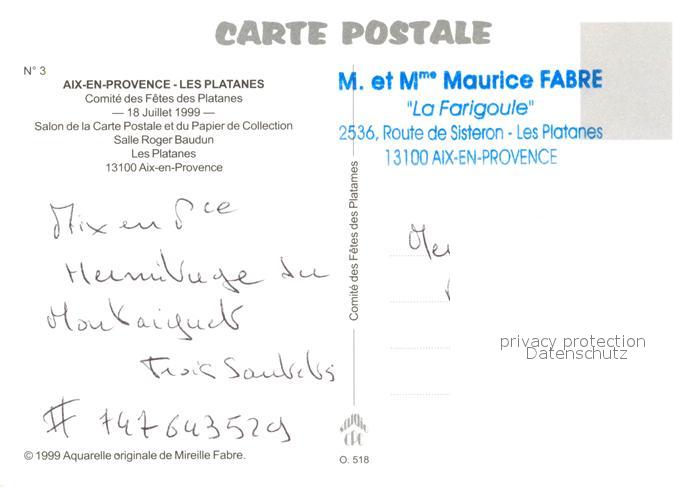 CARTE POSTALE
N° 3
AIX-EN-PROVENCE - LES PLATANES
Comité des Fêtes des Platanes
— 18 Juillet 1999 —
Salon de la Carte Postale et du Papier de Collection
Salle Roger Baudun
Les Platanes
13100 Aix-en-Provence
M. et Mme Maurice FABRE
"La Farigoule"
2536, Route de Sisteron - Les Platanes
13100 AIX-EN-PROVENCE
Comité des Fêtes des Platames
Aix en Pce
Hermitage du
Montaiguet
Trois Sautets
# 747643529
privacy protection
Datenschutz
© 1999 Aquarelle originale de Mireille Fabre.
CPC
O. 518